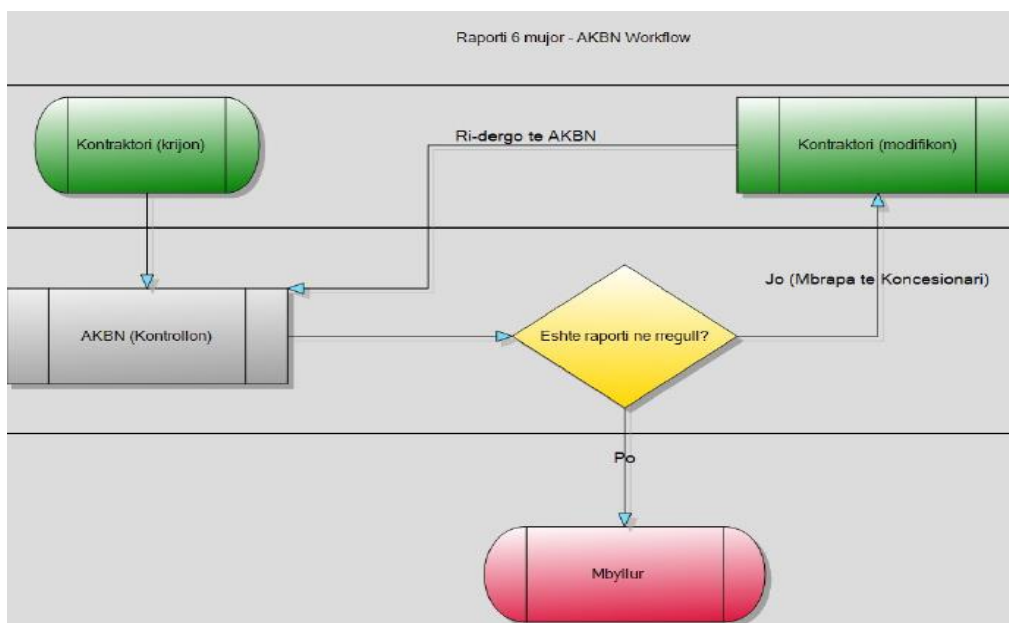 Raporti 6 mujor - AKBN Workflow
Kontraktori (krijon)
Ri-dergo te AKBN
Kontraktori (modifikon)
Jo (Mbrapa te Koncesionari)
AKBN (Kontrollon)
Eshte raporti ne rregull?
Po
Mbyllur